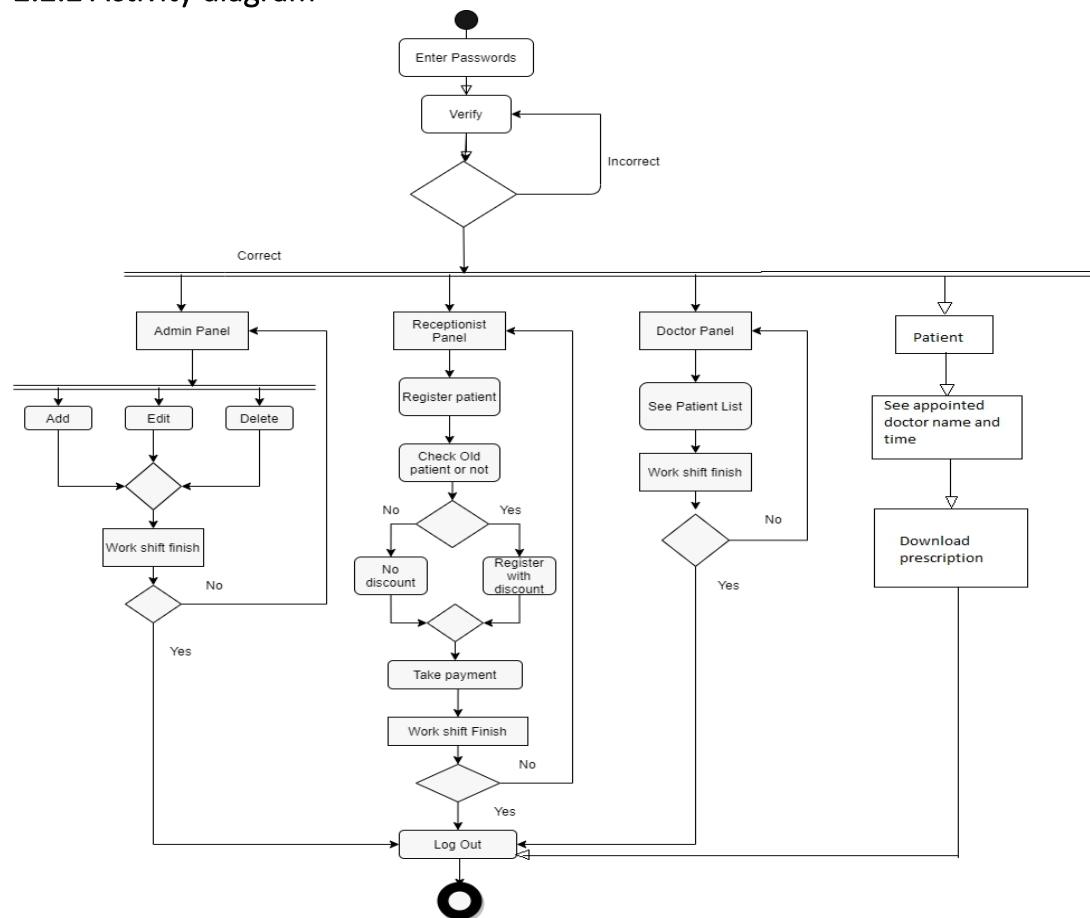 Activity diagram
Enter Passwords
Verify
Incorrect
Correct
Admin Panel
Add
Edit
Delete
Work shift finish
No
Yes
Receptionist
Panel
Register patient
Check Old
patient or not
No
Yes
No
discount
Register
with
discount
Take payment
Work shift Finish
No
Yes
Doctor Panel
See Patient List
Work shift finish
No
Yes
Patient
See appointed
doctor name and
time
Download
prescription
Log Out